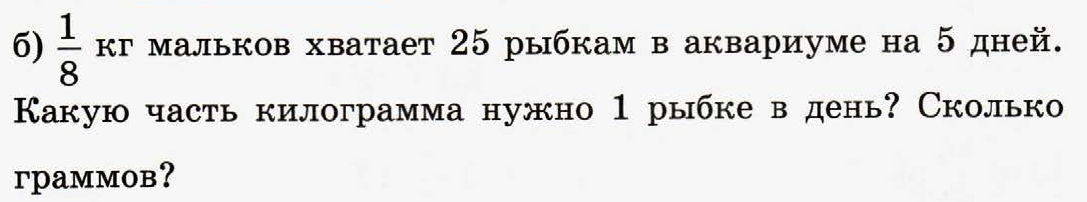 б) 1/8 кг мальков хватает 25 рыбкам в аквариуме на 5 дней.
Какую часть килограмма нужно 1 рыбке в день? Сколько
граммов?